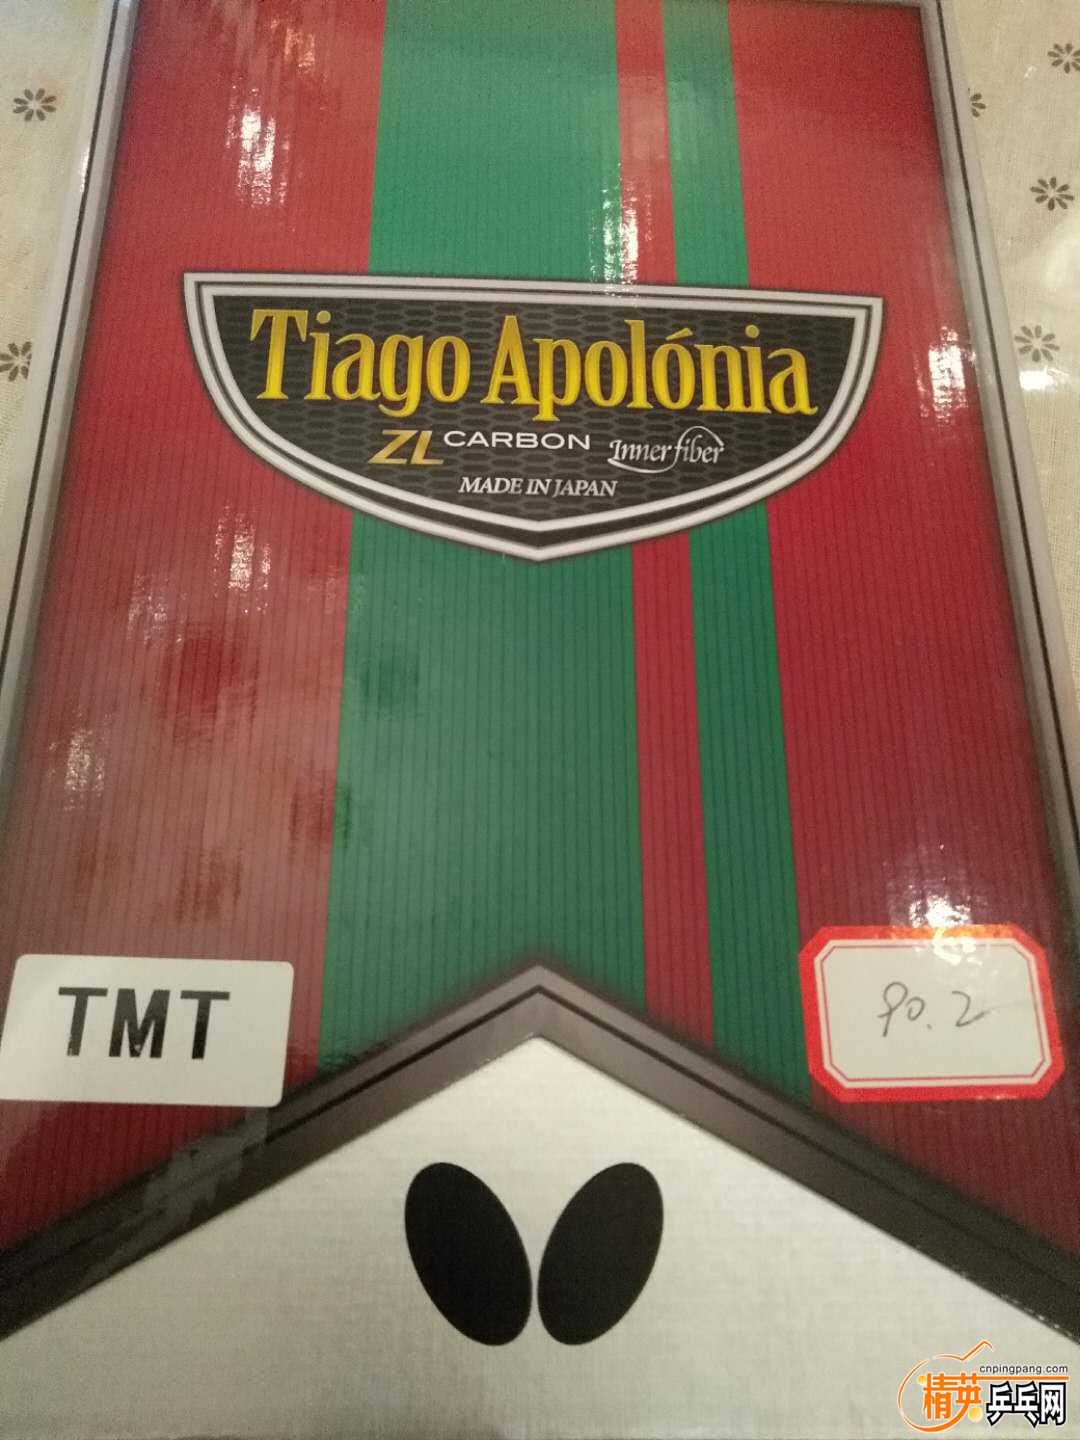 Tiago Apolónia
ZL CARBON Inner fiber
MADE IN JAPAN
TMT
90.2
cnpingpang.com
精英乒乓网